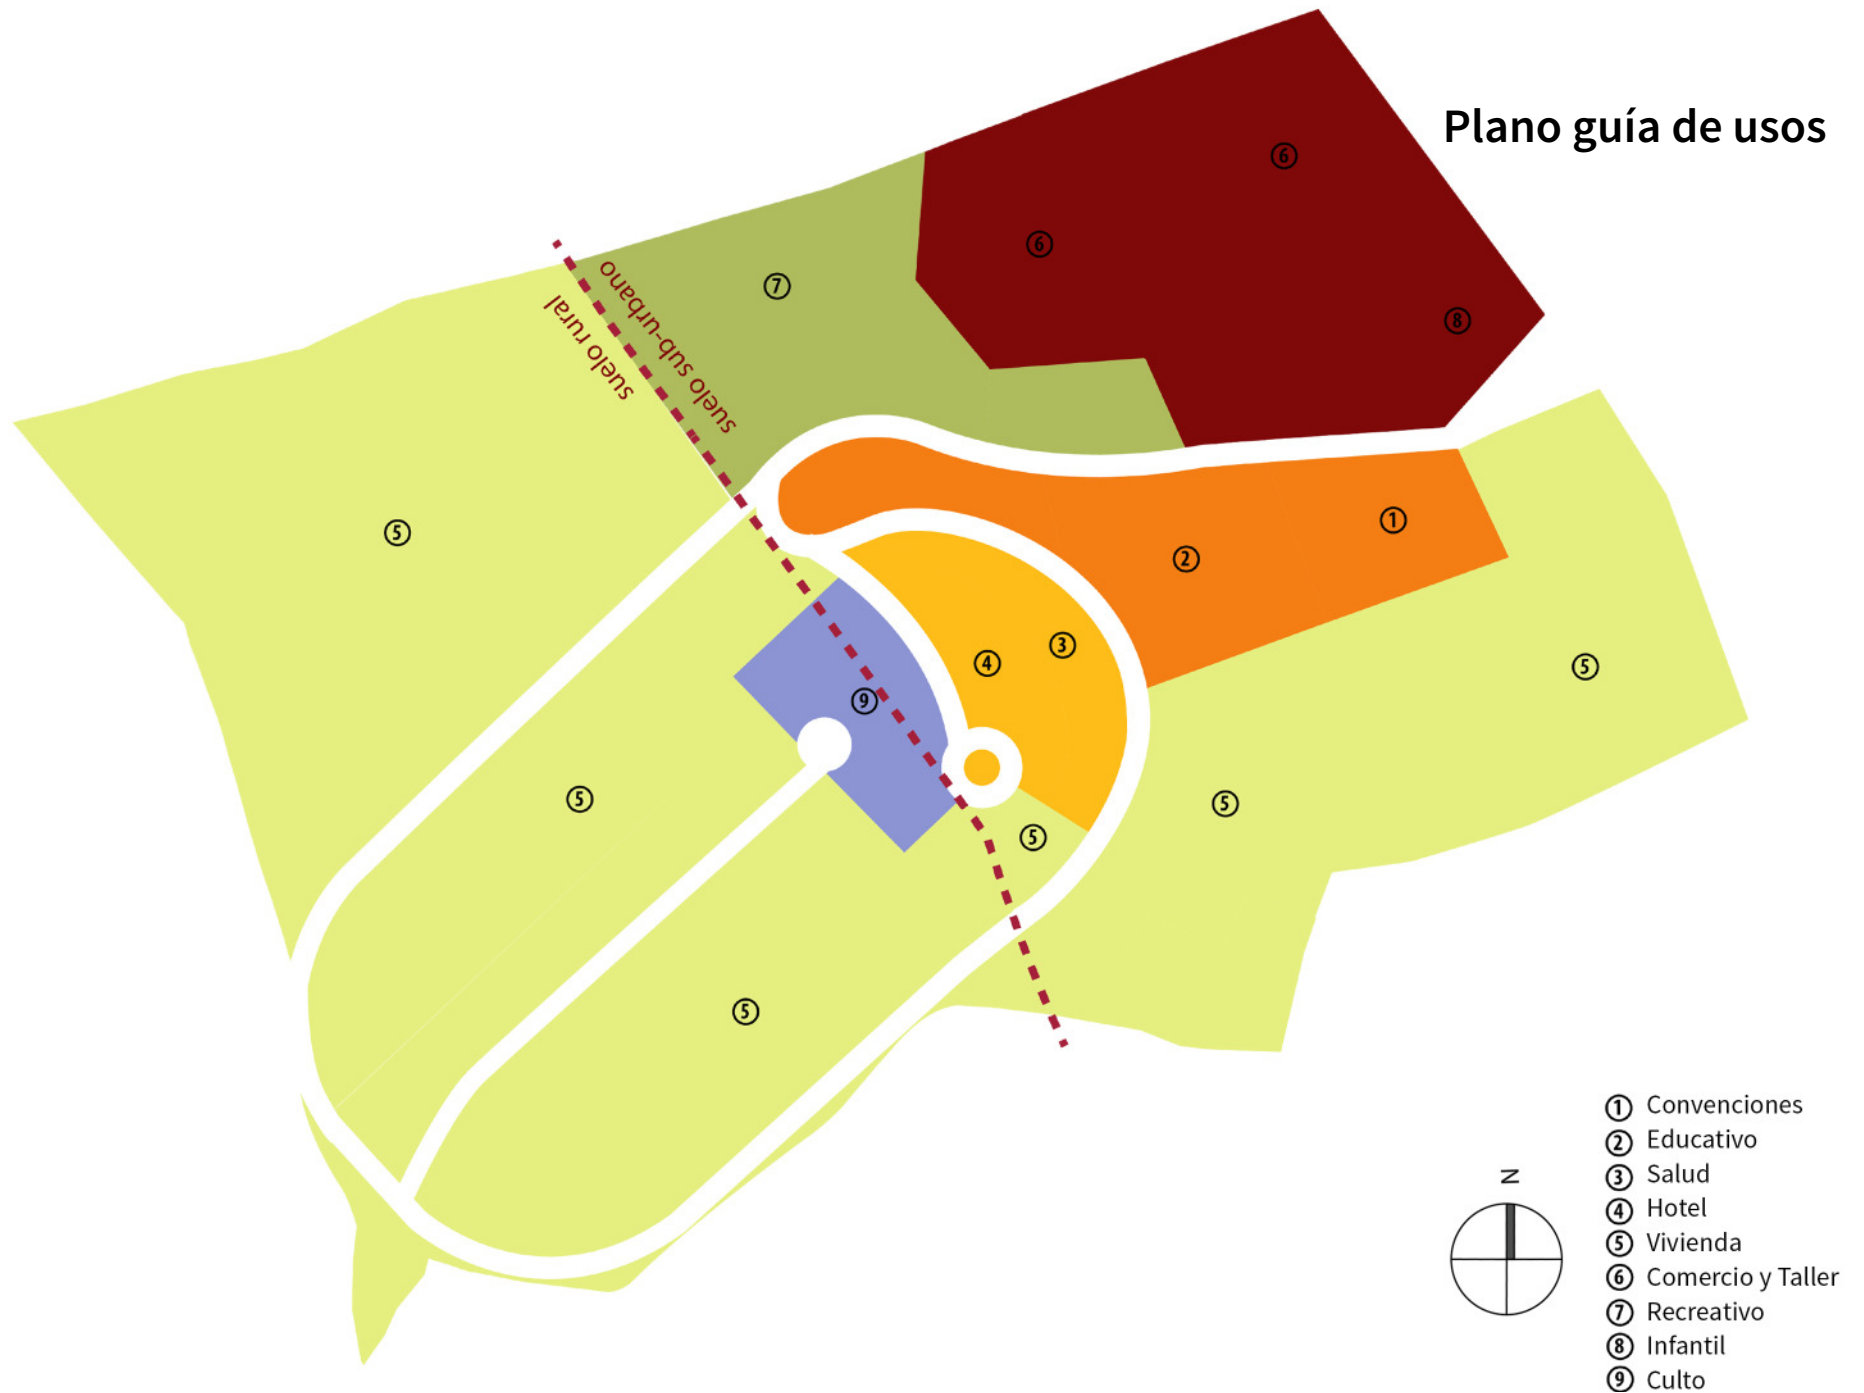 Plano guía de usos
6
6
7
8
suelo sub-urbano
suelo rural
5
1
2
3
4
5
9
5
5
5
5
N
1 Convenciones
2 Educativo
3 Salud
4 Hotel
5 Vivienda
6 Comercio y Taller
7 Recreativo
8 Infantil
9 Culto